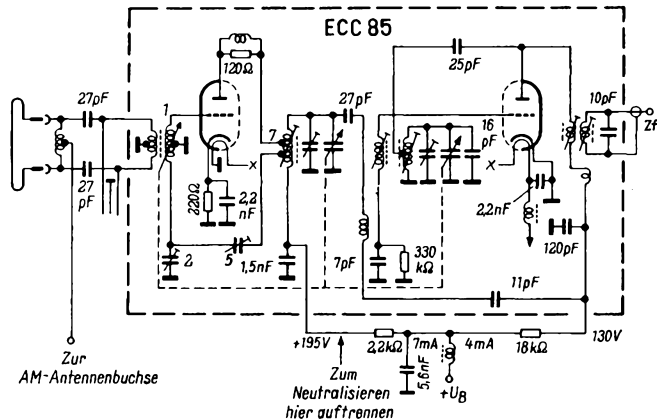 ECC 85
120Ω
25pF
27pF
1
7
27pF
16
pF
10pF
Zf
27
pF
x
x
220Ω
2,2
nF
2,2nF
120pF
2
5
1,5nF
7pF
330
kΩ
11pF
+195V
2,2kΩ
7mA
4mA
18kΩ
130V
5,6nF
+UB
Zur
AM-Antennenbuchse
Zum
Neutralisieren
hier auftrennen